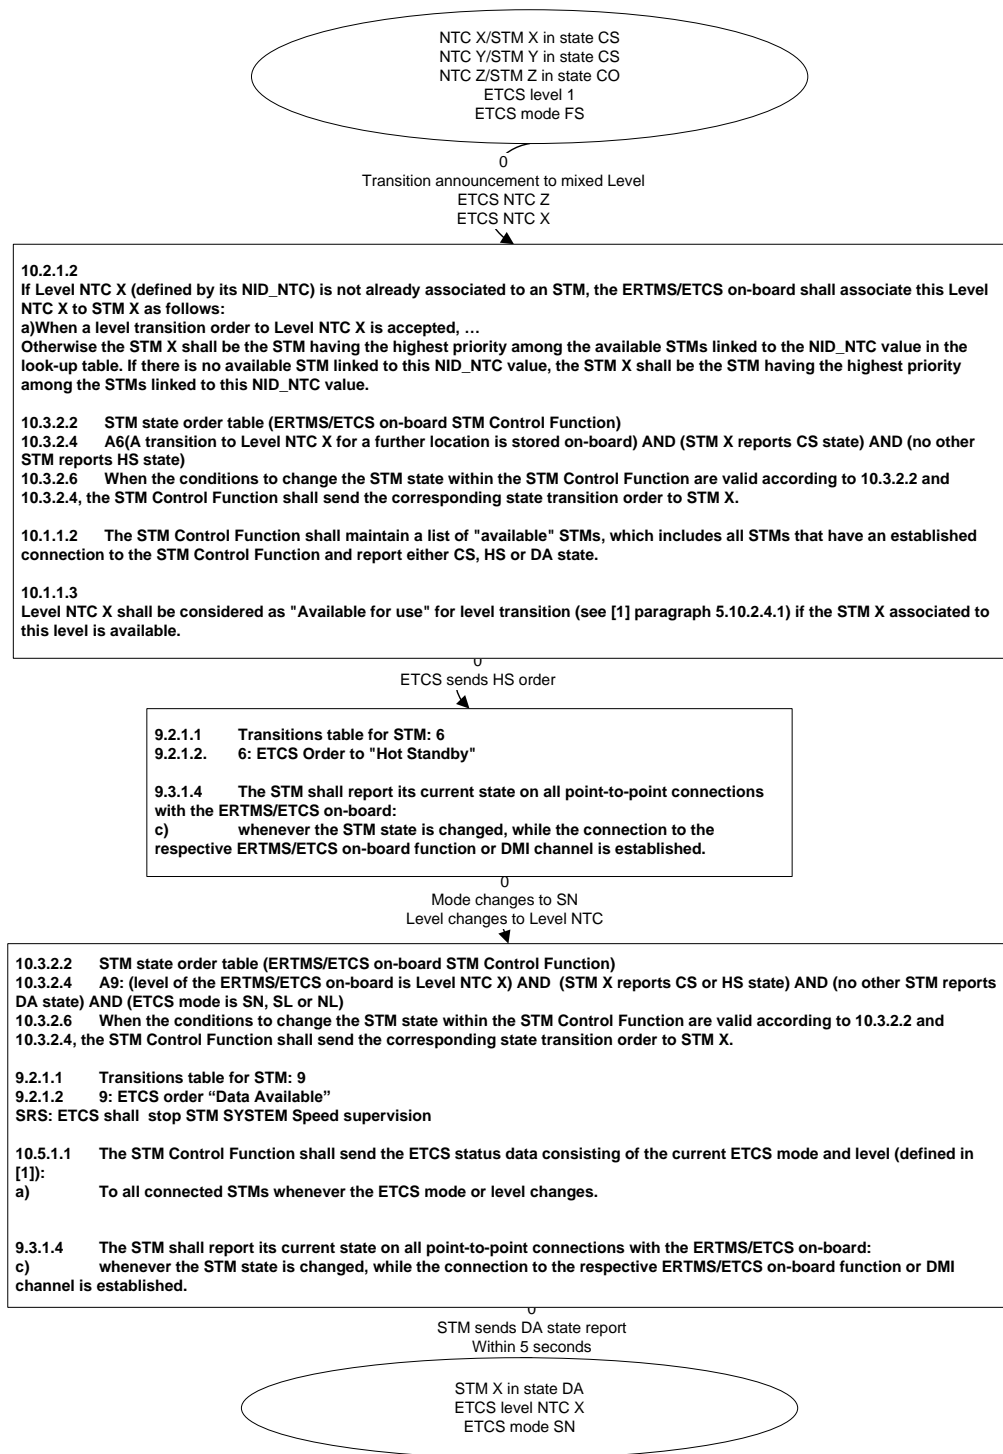 NTC X/STM X in state CS
NTC Y/STM Y in state CS
NTC Z/STM Z in state CO
ETCS level 1
ETCS mode FS
0
Transition announcement to mixed Level
ETCS NTC Z
ETCS NTC X
10.2.1.2
If Level NTC X (defined by its NID_NTC) is not already associated to an STM, the ERTMS/ETCS on-board shall associate this Level
NTC X to STM X as follows:
a)When a level transition order to Level NTC X is accepted, …
Otherwise the STM X shall be the STM having the highest priority among the available STMs linked to the NID_NTC value in the
look-up table. If there is no available STM linked to this NID_NTC value, the STM X shall be the STM having the highest priority
among the STMs linked to this NID_NTC value.
10.3.2.2 STM state order table (ERTMS/ETCS on-board STM Control Function)
10.3.2.4 A6(A transition to Level NTC X for a further location is stored on-board) AND (STM X reports CS state) AND (no other
STM reports HS state)
10.3.2.6 When the conditions to change the STM state within the STM Control Function are valid according to 10.3.2.2 and
10.3.2.4, the STM Control Function shall send the corresponding state transition order to STM X.
10.1.1.2 The STM Control Function shall maintain a list of "available" STMs, which includes all STMs that have an established
connection to the STM Control Function and report either CS, HS or DA state.
10.1.1.3
Level NTC X shall be considered as "Available for use" for level transition (see [1] paragraph 5.10.2.4.1) if the STM X associated to
this level is available.
0
ETCS sends HS order
9.2.1.1 Transitions table for STM: 6
9.2.1.2. 6: ETCS Order to "Hot Standby"
9.3.1.4 The STM shall report its current state on all point-to-point connections
with the ERTMS/ETCS on-board:
c) whenever the STM state is changed, while the connection to the
respective ERTMS/ETCS on-board function or DMI channel is established.
0
Mode changes to SN
Level changes to Level NTC
10.3.2.2 STM state order table (ERTMS/ETCS on-board STM Control Function)
10.3.2.4 A9: (level of the ERTMS/ETCS on-board is Level NTC X) AND (STM X reports CS or HS state) AND (no other STM reports
DA state) AND (ETCS mode is SN, SL or NL)
10.3.2.6 When the conditions to change the STM state within the STM Control Function are valid according to 10.3.2.2 and
10.3.2.4, the STM Control Function shall send the corresponding state transition order to STM X.
9.2.1.1 Transitions table for STM: 9
9.2.1.2 9: ETCS order “Data Available”
SRS: ETCS shall stop STM SYSTEM Speed supervision
10.5.1.1 The STM Control Function shall send the ETCS status data consisting of the current ETCS mode and level (defined in
[1]):
a) To all connected STMs whenever the ETCS mode or level changes.
9.3.1.4 The STM shall report its current state on all point-to-point connections with the ERTMS/ETCS on-board:
c) whenever the STM state is changed, while the connection to the respective ERTMS/ETCS on-board function or DMI
channel is established.
0
STM sends DA state report
Within 5 seconds
STM X in state DA
ETCS level NTC X
ETCS mode SN